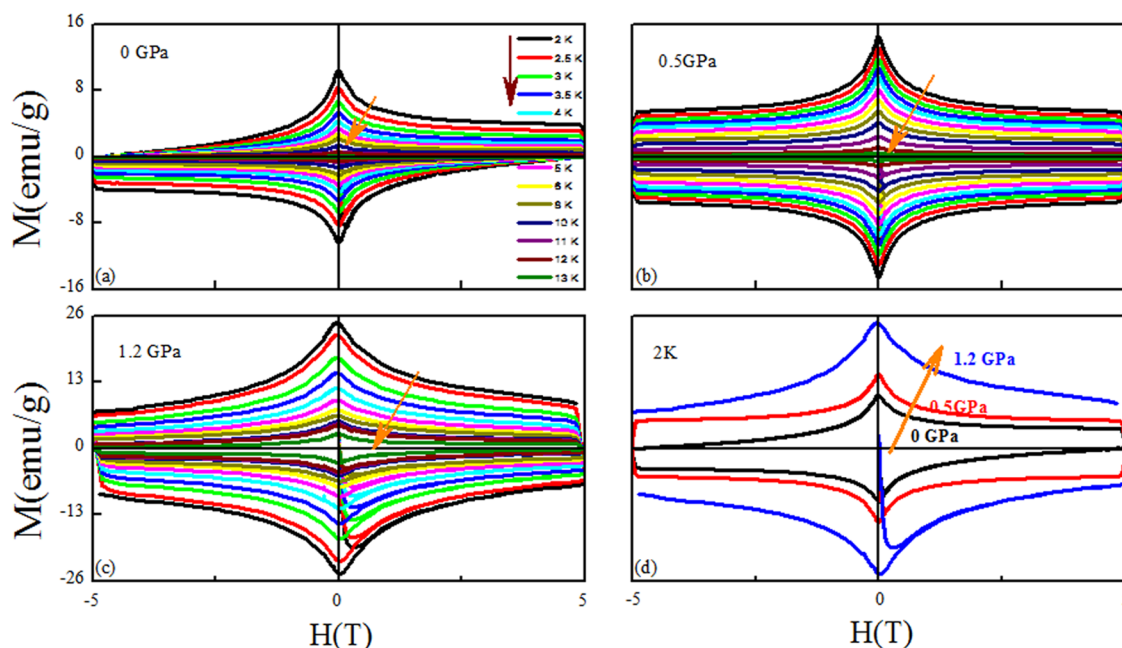 16
8
0
-8
-16
M(emu/g)
0 GPa
2 K
2.5 K
3 K
3.5 K
4 K
5 K
6 K
8 K
10 K
11 K
12 K
13 K
(a)
0.5GPa
(b)
26
13
0
-13
-26
M(emu/g)
1.2 GPa
(c)
-5
0
5
H(T)
2K
1.2 GPa
0.5GPa
0 GPa
(d)
-5
0
H(T)